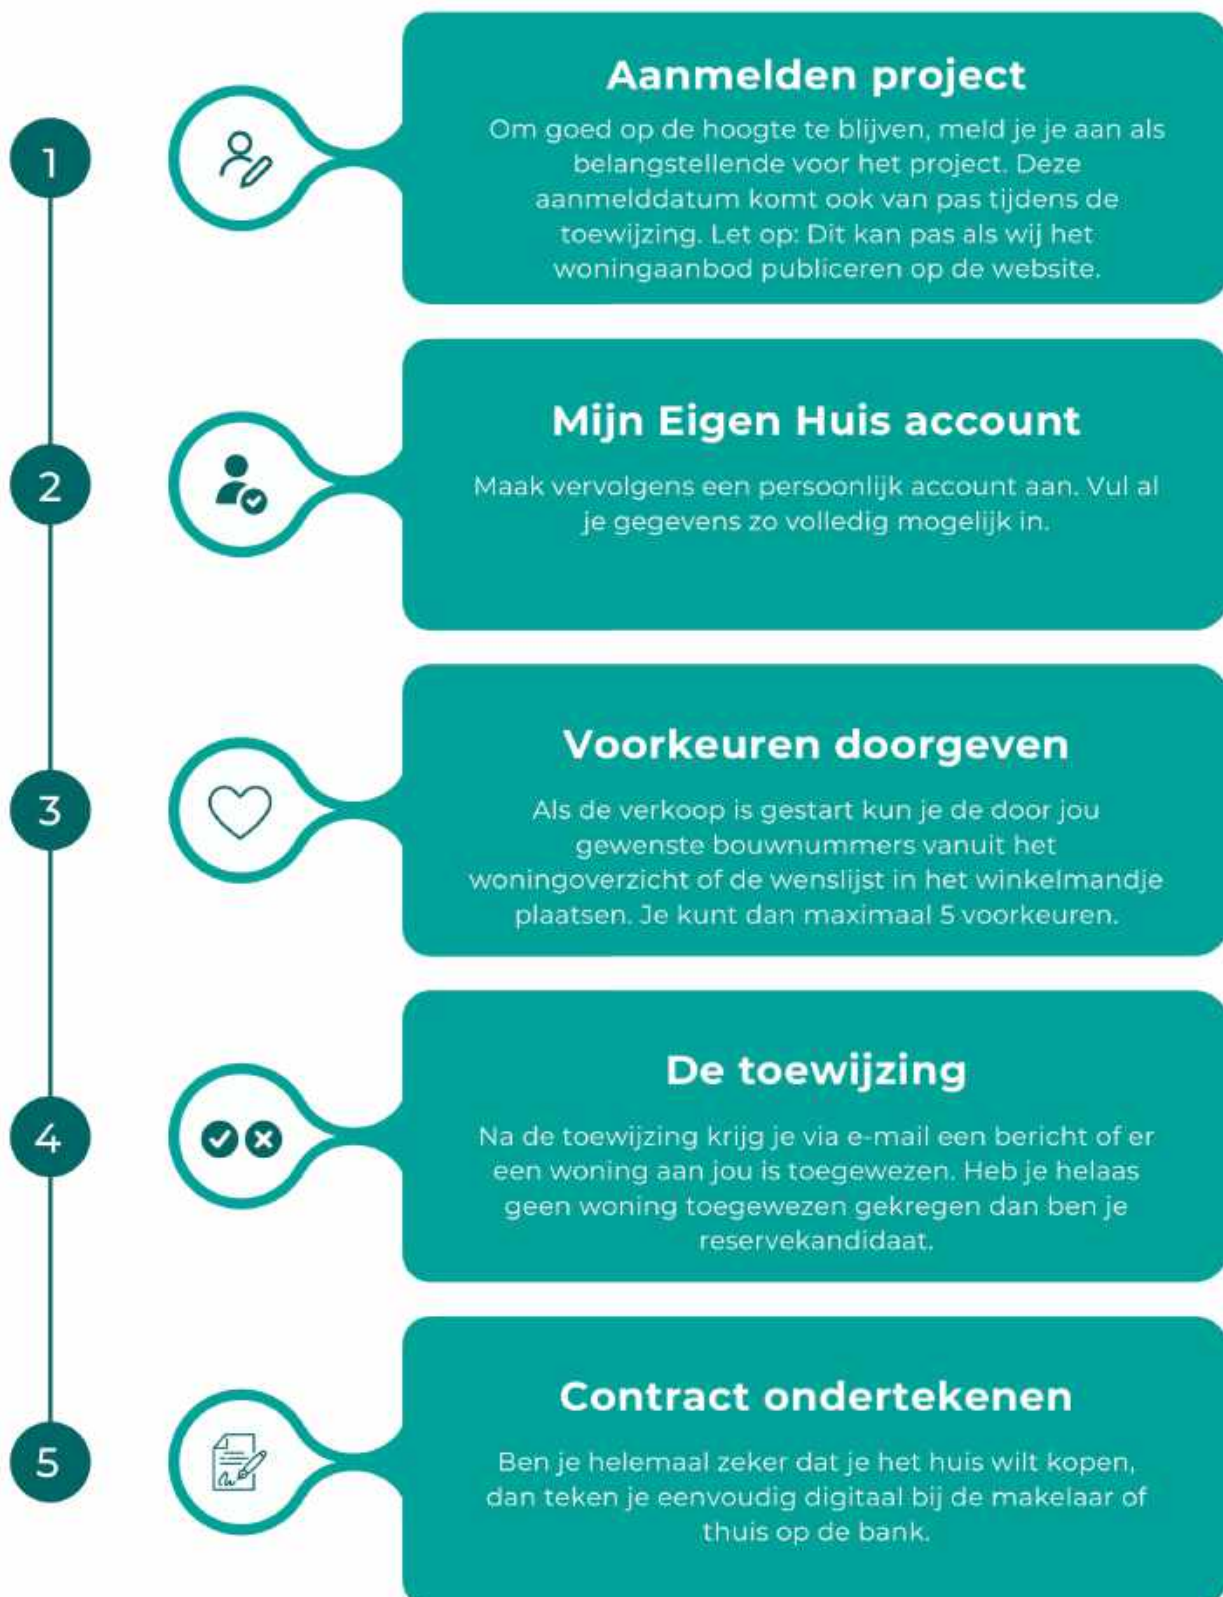 1
Aanmelden project
Om goed op de hoogte te blijven, meld je je aan als
belangstellende voor het project. Deze
aanmelddatum komt ook van pas tijdens de
toewijzing. Let op: Dit kan pas als wij het
woningaanbod publiceren op de website.
2
Mijn Eigen Huis account
Maak vervolgens een persoonlijk account aan. Vul al
je gegevens zo volledig mogelijk in.
3
Voorkeuren doorgeven
Als de verkoop is gestart kun je de door jou
gewenste bouwnummers vanuit het
woningoverzicht of de wenslijst in het winkelmandje
plaatsen. Je kunt dan maximaal 5 voorkeuren.
4
De toewijzing
Na de toewijzing krijg je via e-mail een bericht of er
een woning aan jou is toegewezen. Heb je helaas
geen woning toegewezen gekregen dan ben je
reservekandidaat.
5
Contract ondertekenen
Ben je helemaal zeker dat je het huis wilt kopen,
dan teken je eenvoudig digitaal bij de makelaar of
thuis op de bank.